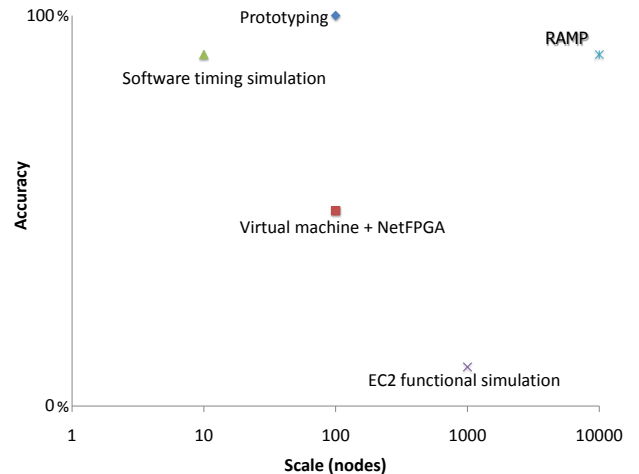 100 %
Prototyping
RAMP
Software timing simulation
Accuracy
Virtual machine + NetFPGA
EC2 functional simulation
0 %
1 10 100 1000 10000
Scale (nodes)